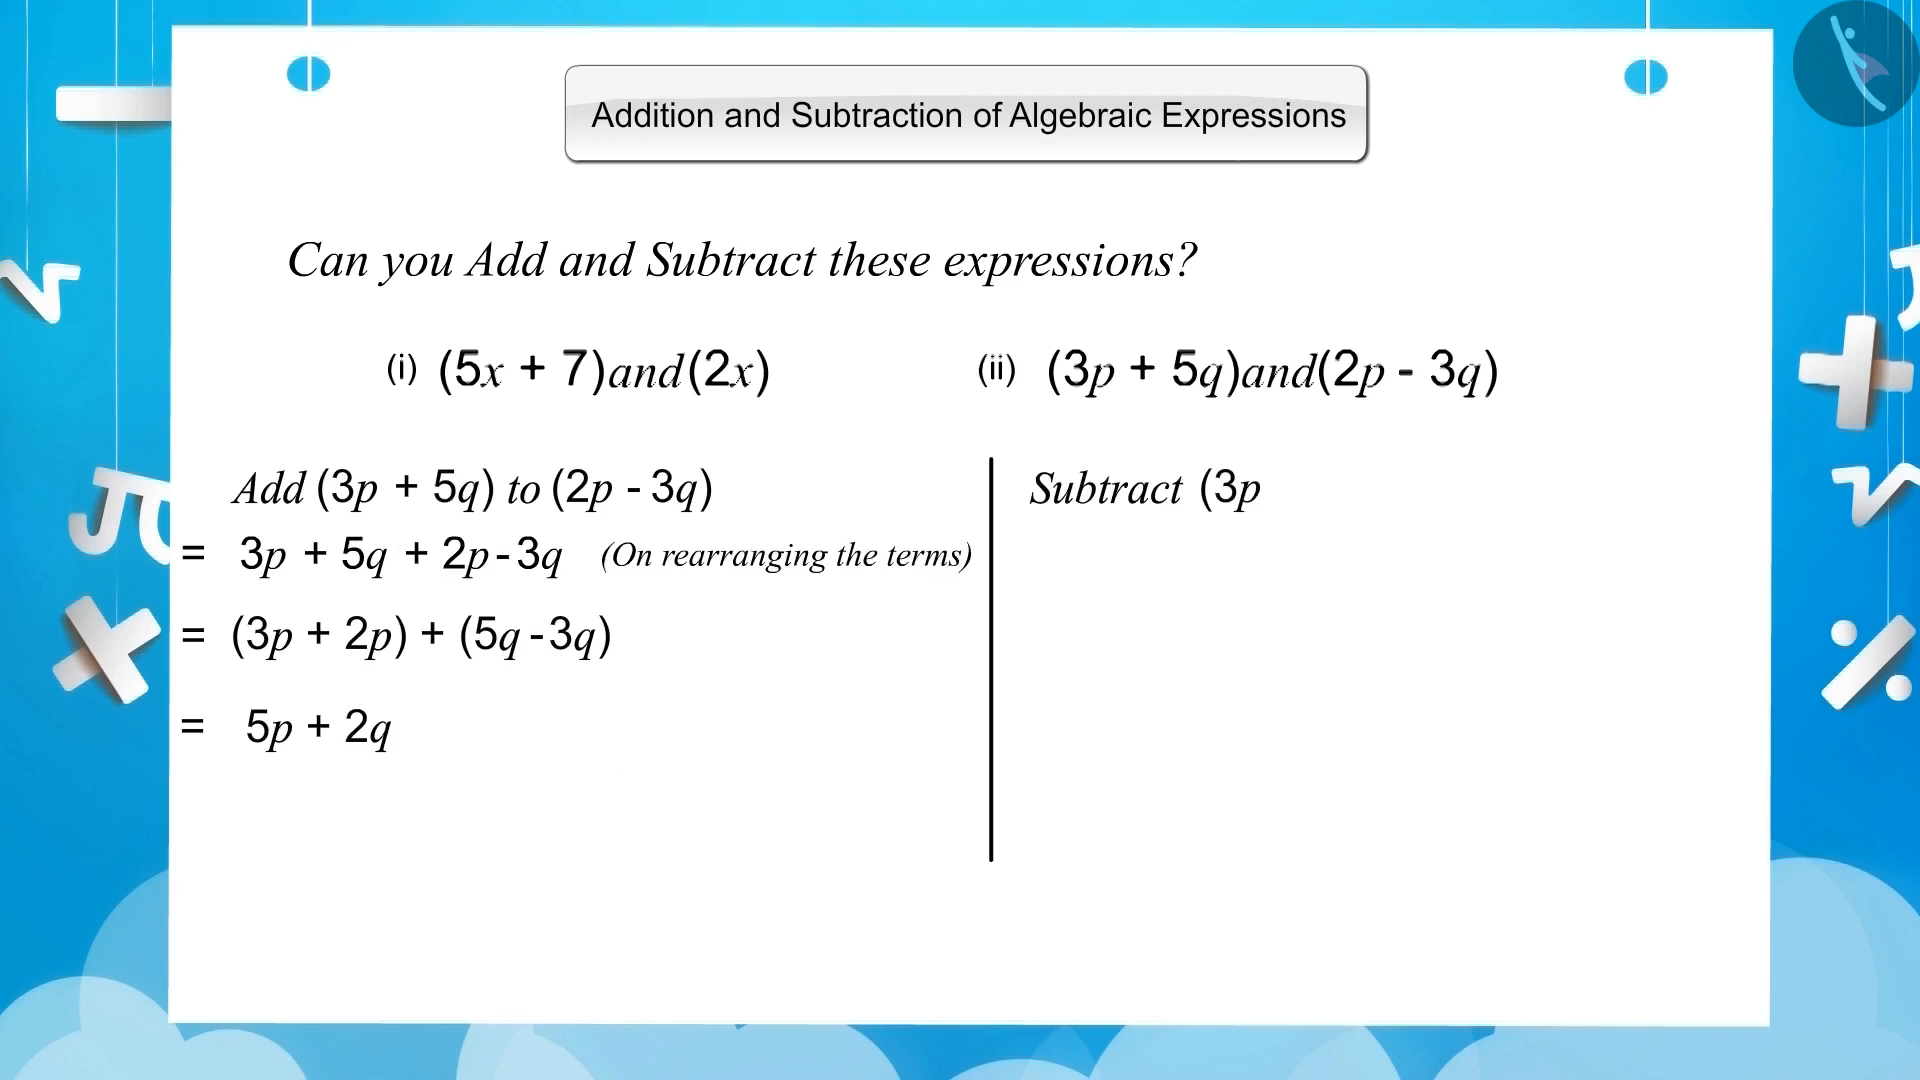 Addition and Subtraction of Algebraic Expressions
Can you Add and Subtract these expressions?
(i) (5x + 7)and(2x)
(ii) (3p + 5q)and(2p - 3q)
Add (3p + 5q) to (2p - 3q)
= 3p + 5q + 2p - 3q (On rearranging the terms)
= (3p + 2p) + (5q - 3q)
= 5p + 2q
Subtract (3p